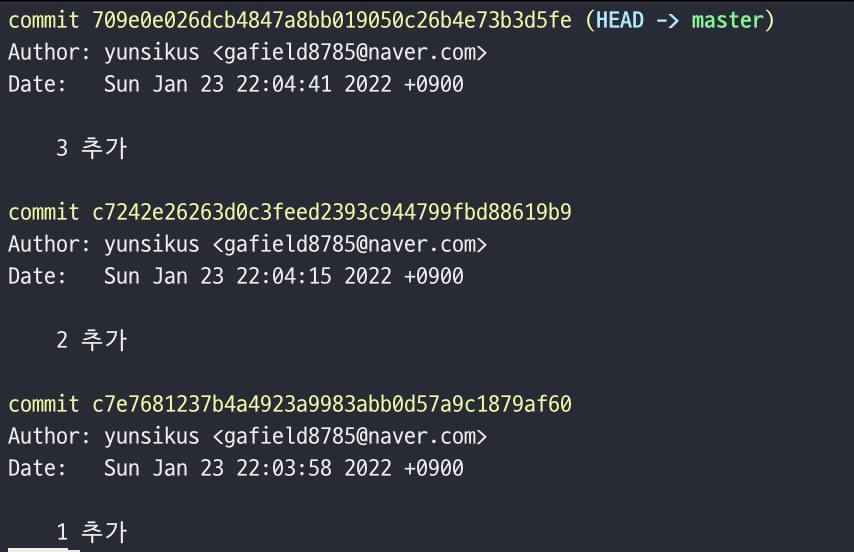 commit 709e0e026dcb4847a8bb019050c26b4e73b3d5fe (HEAD -> master)
Author: yunsikus <gafield8785@naver.com>
Date:   Sun Jan 23 22:04:41 2022 +0900
3 추가
commit c7242e26263d0c3feed2393c944799fbd88619b9
Author: yunsikus <gafield8785@naver.com>
Date:   Sun Jan 23 22:04:15 2022 +0900
2 추가
commit c7e7681237b4a4923a9983abb0d57a9c1879af60
Author: yunsikus <gafield8785@naver.com>
Date:   Sun Jan 23 22:03:58 2022 +0900
1 추가